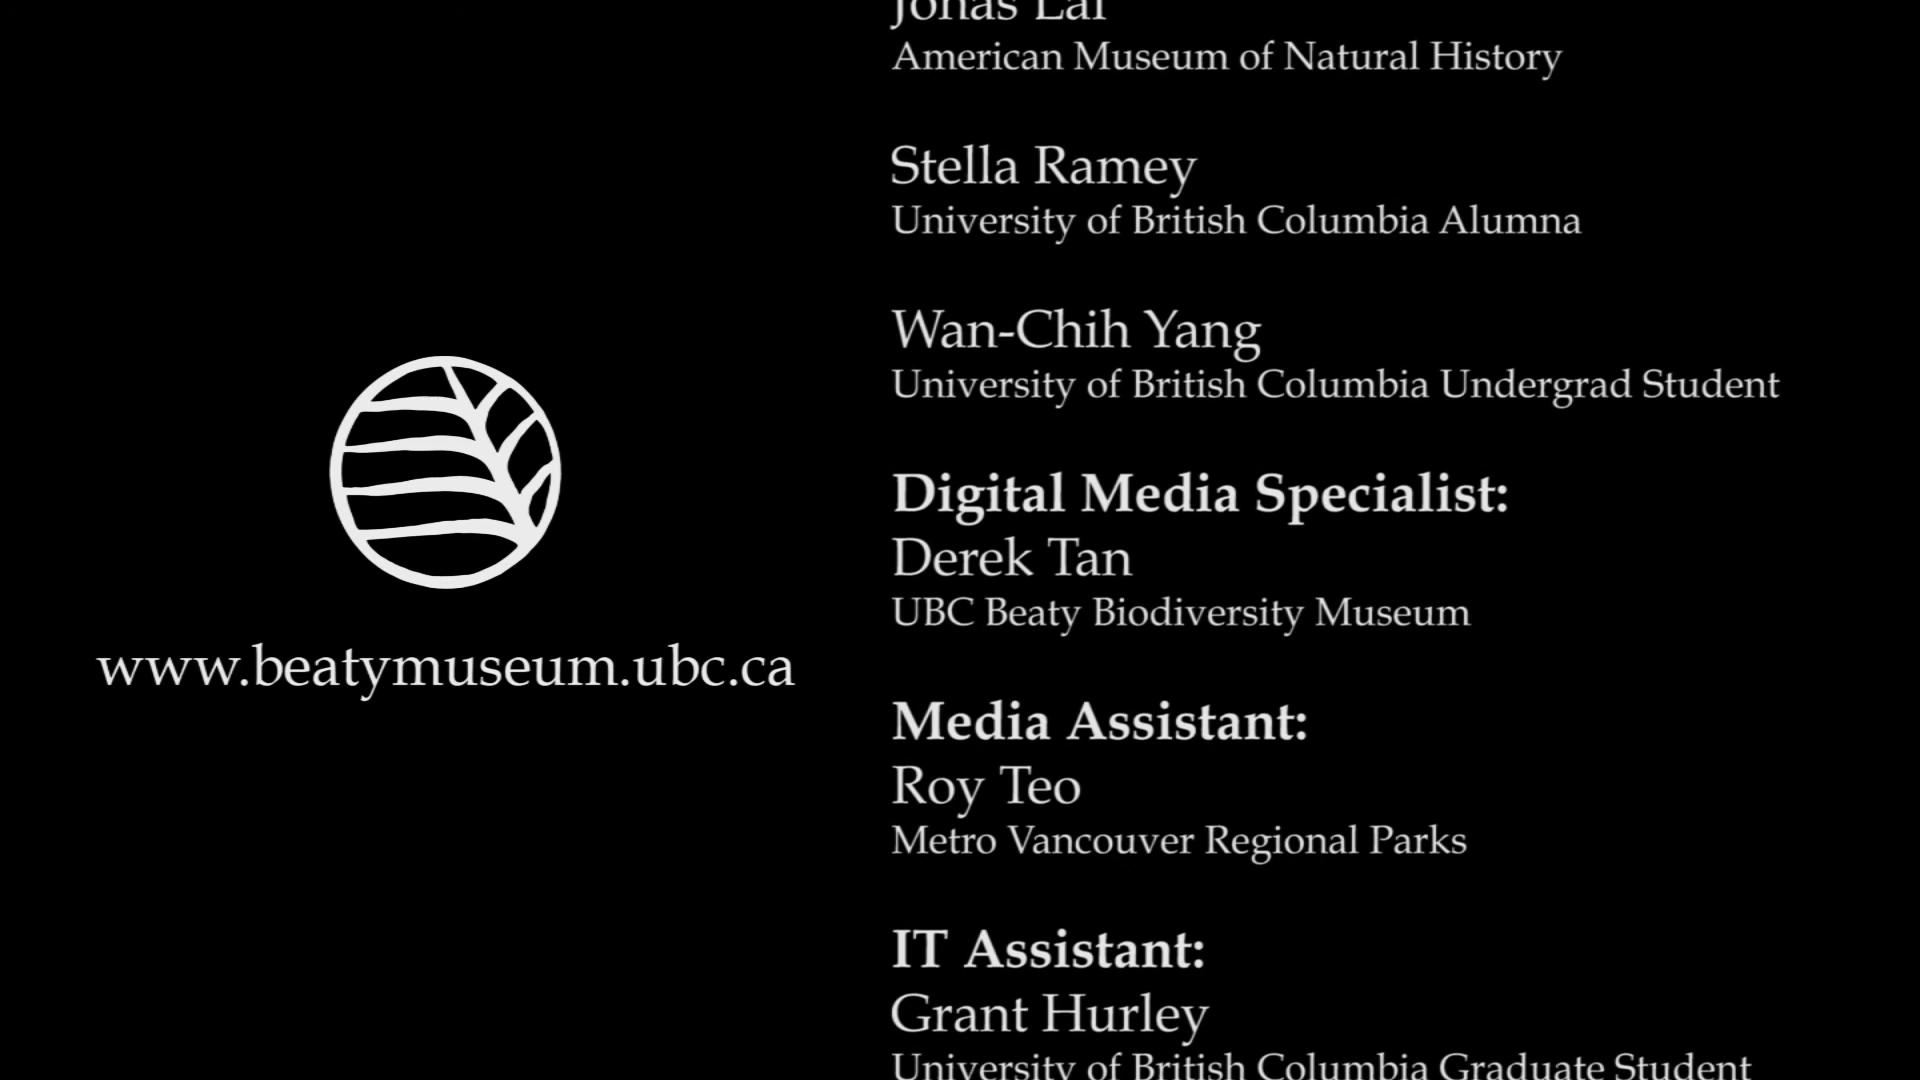 Jonas Lai
American Museum of Natural History
Stella Ramey
University of British Columbia Alumna
Wan-Chih Yang
University of British Columbia Undergrad Student
Digital Media Specialist:
Derek Tan
UBC Beaty Biodiversity Museum
www.beatymuseum.ubc.ca
Media Assistant:
Roy Teo
Metro Vancouver Regional Parks
IT Assistant:
Grant Hurley
University of British Columbia Graduate Student